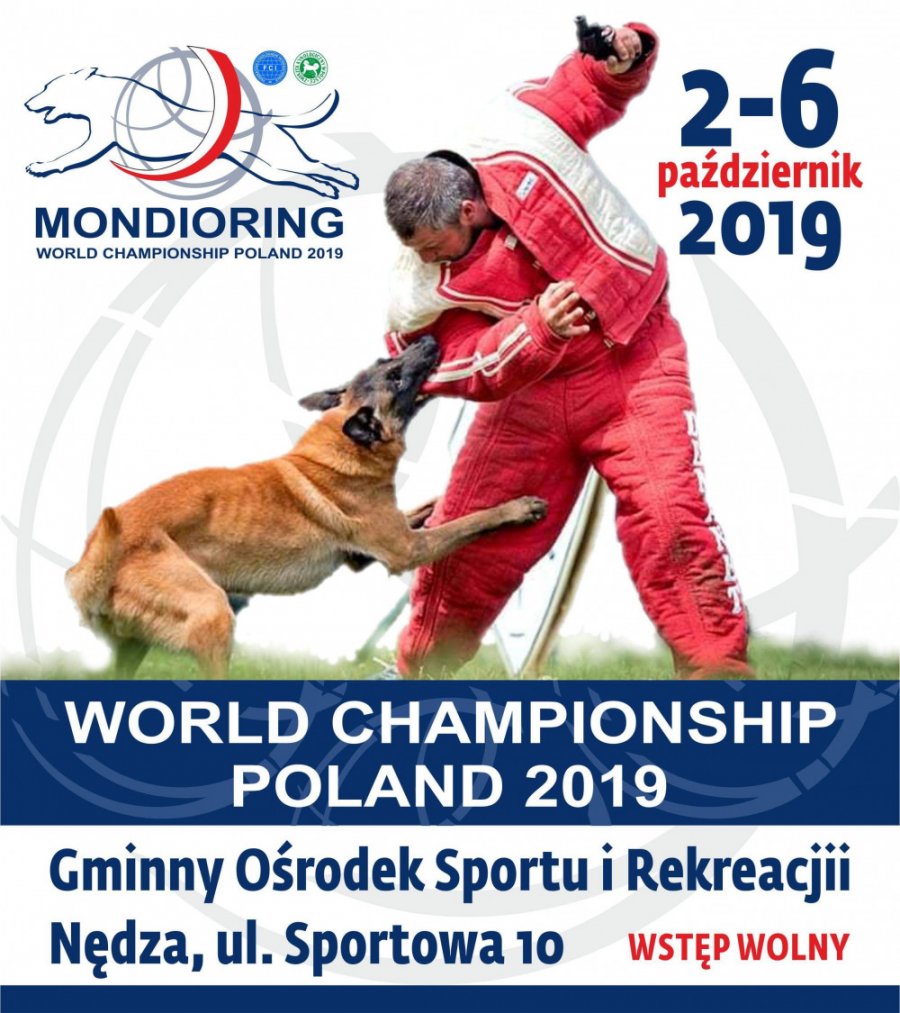 F.C.I
MONDIORING
WORLD CHAMPIONSHIP POLAND 2019
2-6
październik
2019
WORLD CHAMPIONSHIP
POLAND 2019
Gminny Ośrodek Sportu i Rekreacjii
Nędza, ul. Sportowa 10
WSTĘP WOLNY